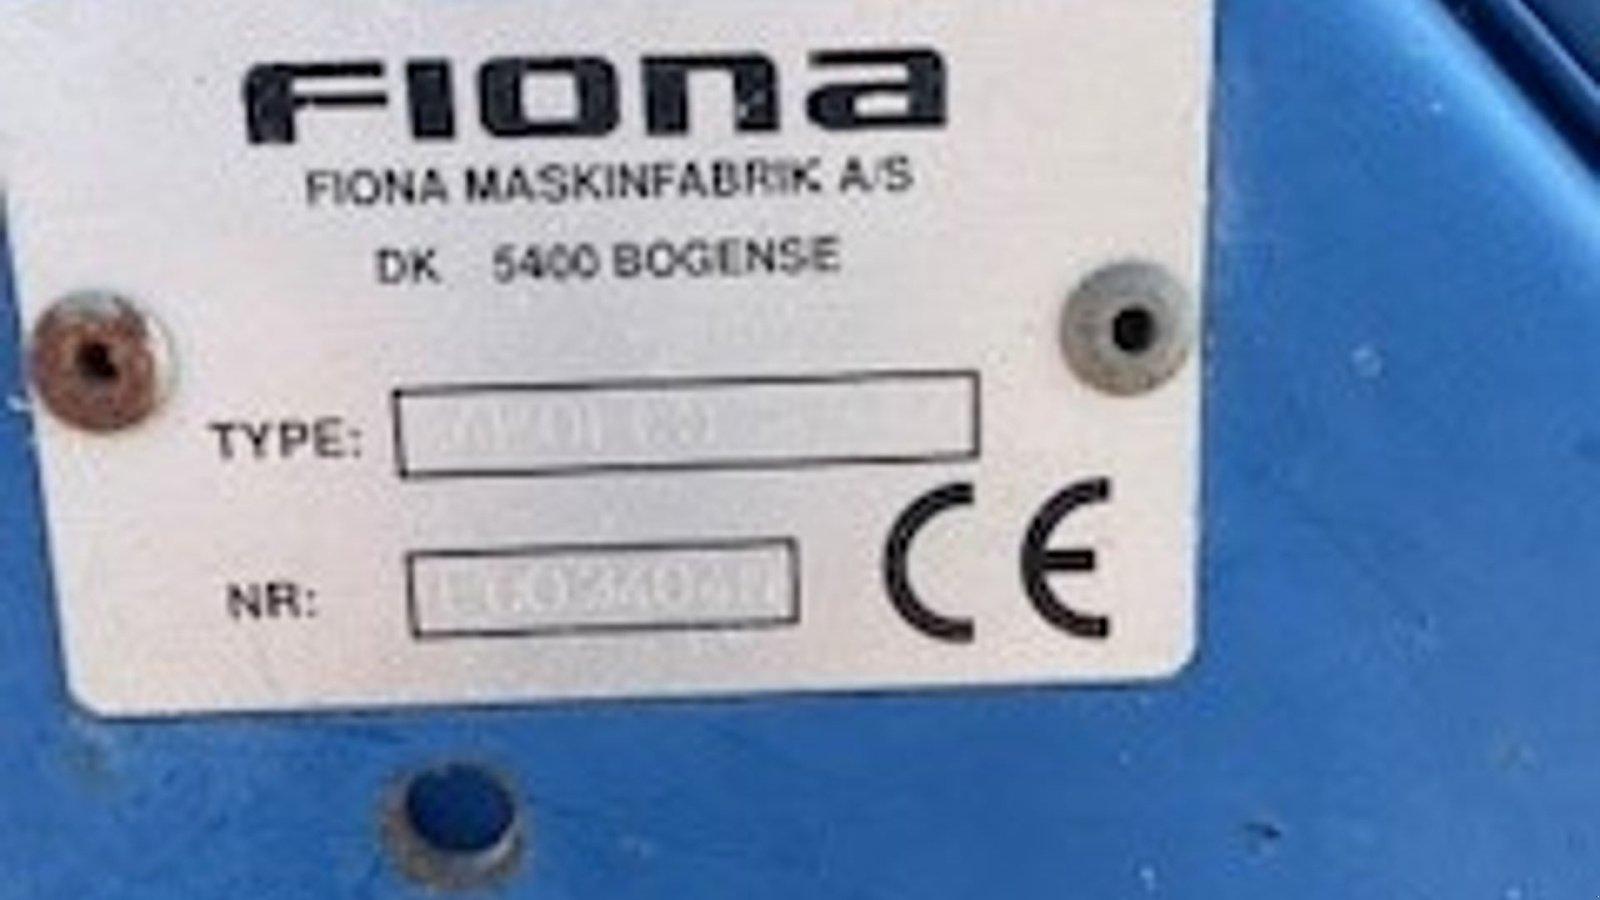 Fiona
FIONA MASKINFABRIK A/S
DK 5400 BOGENSE
TYPE:
NR:
CE